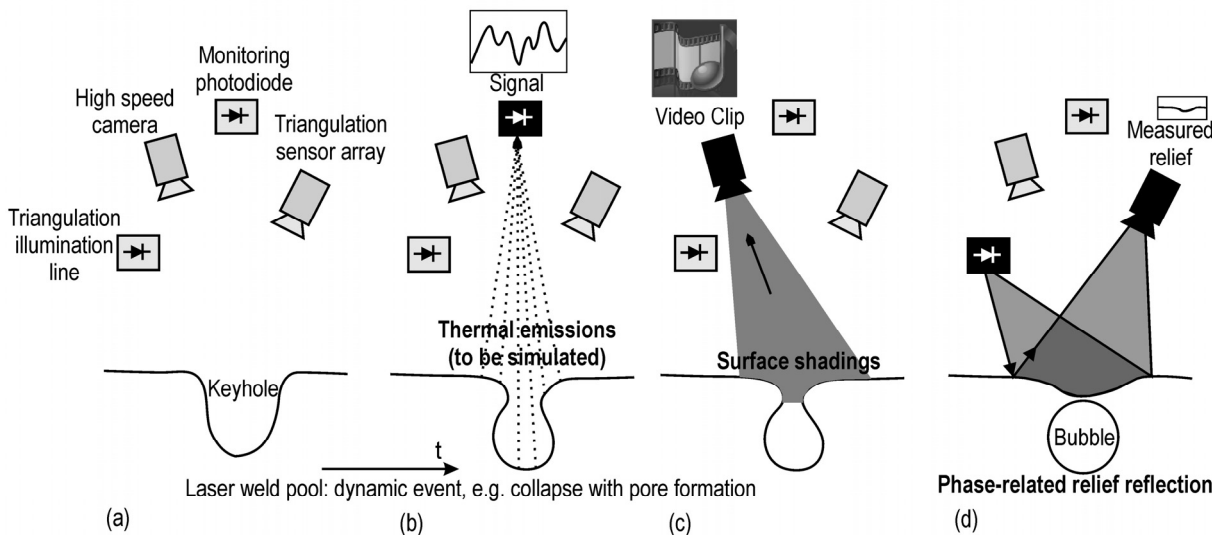 Monitoring
photodiode
High speed
camera
Triangulation
sensor array
Triangulation
illumination
line
Keyhole
(a)
Signal
Thermal emissions
(to be simulated)
t
Laser weld pool: dynamic event, e.g. collapse with pore formation
(b)
Video Clip
Surface shadings
(c)
Measured
relief
Bubble
Phase-related relief reflection
(d)